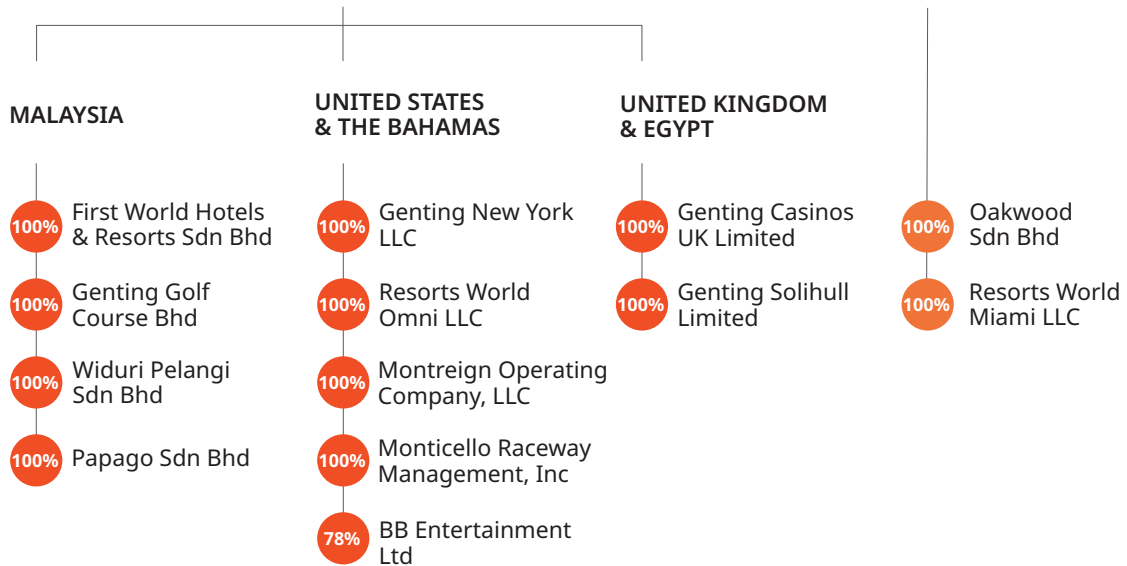 MALAYSIA
100%
First World Hotels
& Resorts Sdn Bhd
100%
Genting Golf
Course Bhd
100%
Widuri Pelangi
Sdn Bhd
100%
Papago Sdn Bhd
UNITED STATES
& THE BAHAMAS
100%
Genting New York
LLC
100%
Resorts World
Omni LLC
100%
Montreign Operating
Company, LLC
100%
Monticello Raceway
Management, Inc
78%
BB Entertainment
Ltd
UNITED KINGDOM
& EGYPT
100%
Genting Casinos
UK Limited
100%
Genting Solihull
Limited
100%
Oakwood
Sdn Bhd
100%
Resorts World
Miami LLC